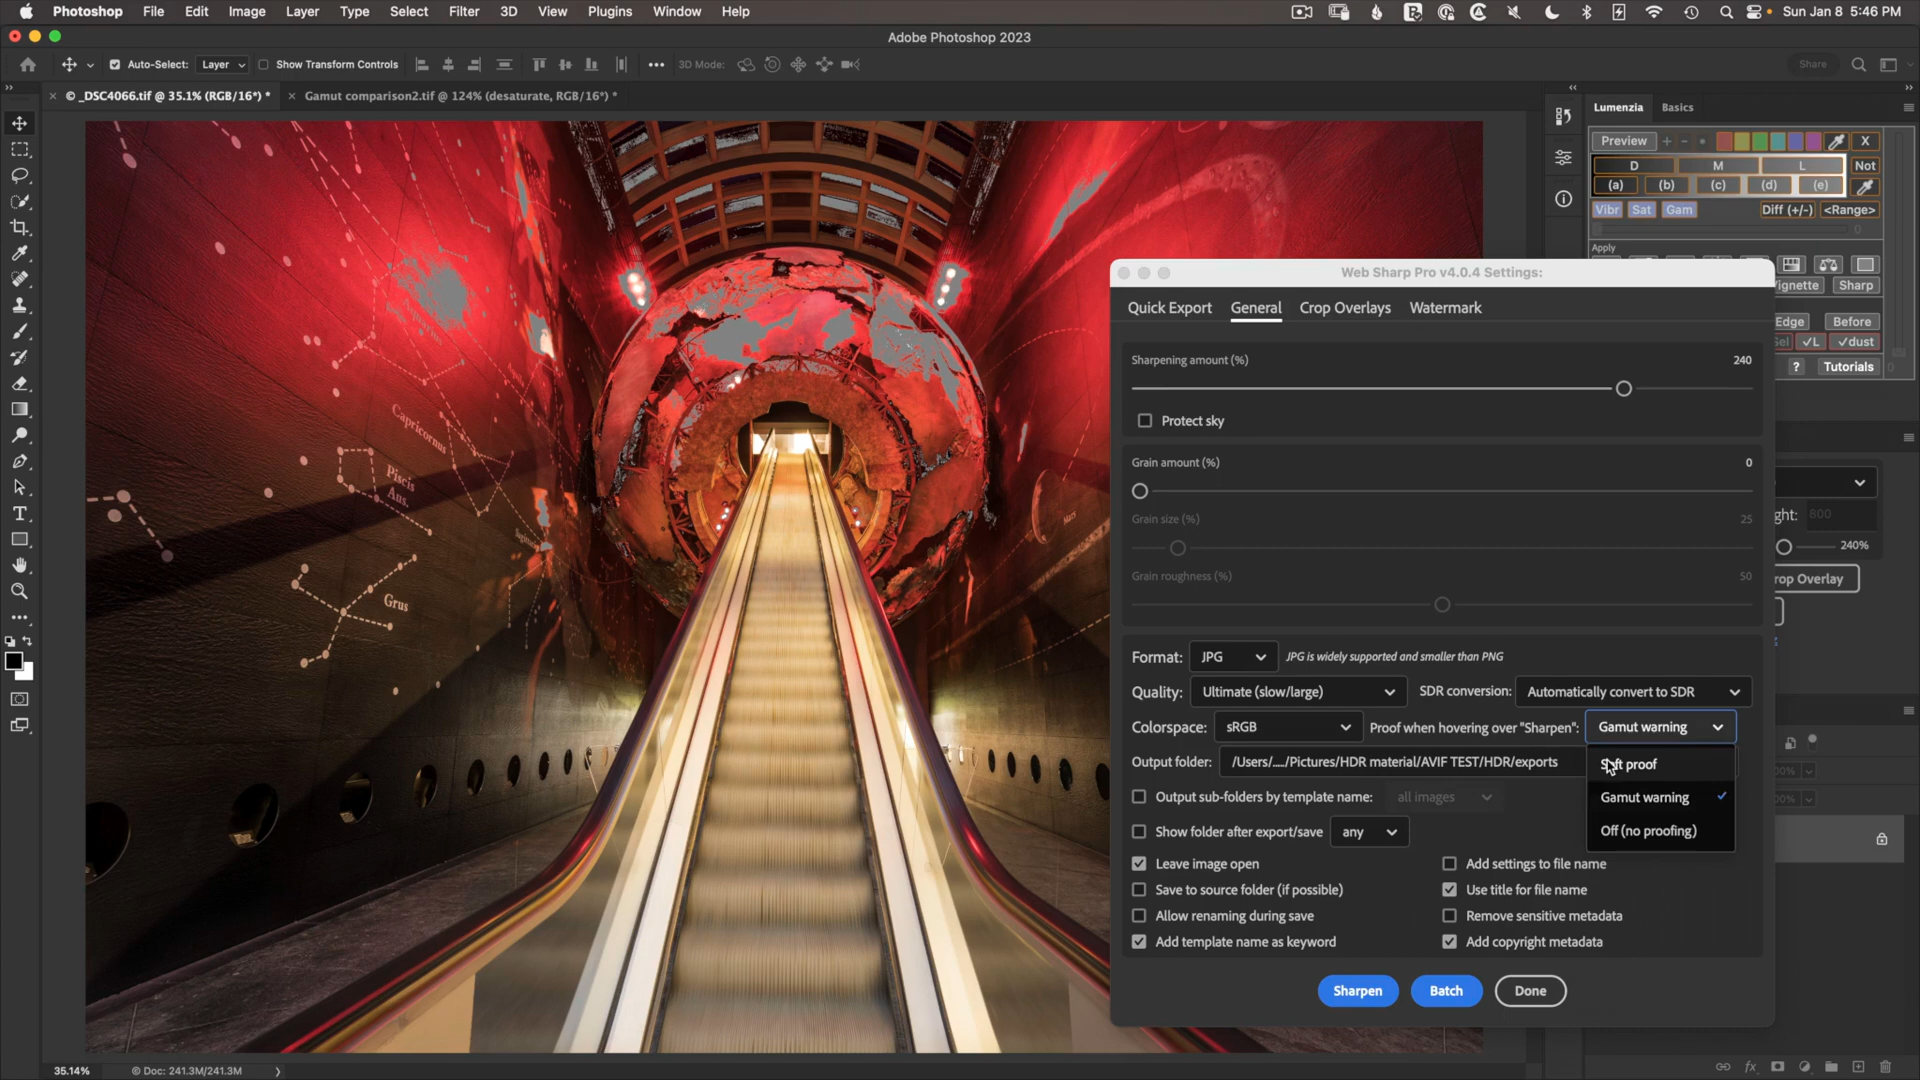 Photoshop File Edit Image Layer Type Select Filter 3D View Plugins Window Help Sun Jan 8 5:46 PM
Adobe Photoshop 2023
Auto-Select: Layer Show Transform Controls 3D Mode: Share
© _DSC4066.tif @ 35.1% (RGB/16*) * Gamut comparison2.tif @ 124% (desaturate, RGB/16*) *
Lumenzia Basics
Preview + - X
D M L Not
(a) (b) (c) (d) (e)
Vibr Sat Gam Diff (+/-) <Range>
0
Apply
ignette Sharp
Edge Before
Sel ✓L ✓dust
? Tutorials
ght: 800
240%
rop Overlay
Web Sharp Pro v4.0.4 Settings:
Quick Export General Crop Overlays Watermark
Sharpening amount (%) 240
Protect sky
Grain amount (%) 0
Grain size (%) 25
Grain roughness (%) 50
Format: JPG JPG is widely supported and smaller than PNG
Quality: Ultimate (slow/large) SDR conversion: Automatically convert to SDR
Colorspace: sRGB Proof when hovering over "Sharpen": Gamut warning
Output folder: /Users/..../Pictures/HDR material/AVIF TEST/HDR/exports
Soft proof
Gamut warning
Off (no proofing)
Output sub-folders by template name: all images
Show folder after export/save any
Leave image open Add settings to file name
Save to source folder (if possible) Use title for file name
Allow renaming during save Remove sensitive metadata
Add template name as keyword Add copyright metadata
Sharpen Batch Done
Aquarius
Capricornus
Piscis
Aus.
Grus
Mars
35.14% © Doc: 241.3M/241.3M